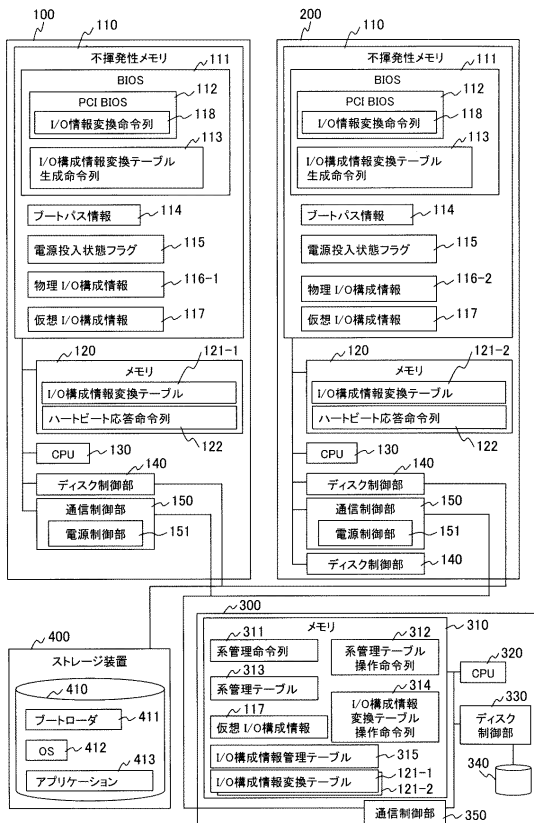 100
110
不揮発性メモリ
111
BIOS
112
PCI BIOS
118
I/O情報変換命令列
113
I/O構成情報変換テーブル
生成命令列
ブートパス情報
114
電源投入状態フラグ
115
物理 I/O構成情報
116-1
仮想 I/O構成情報
117
120
121-1
メモリ
I/O構成情報変換テーブル
ハートビート応答命令列
122
CPU
130
140
ディスク制御部
150
通信制御部
電源制御部
151
200
110
不揮発性メモリ
111
BIOS
112
PCI BIOS
118
I/O情報変換命令列
113
I/O構成情報変換テーブル
生成命令列
ブートパス情報
114
電源投入状態フラグ
115
物理 I/O構成情報
116-2
仮想 I/O構成情報
117
120
121-2
メモリ
I/O構成情報変換テーブル
ハートビート応答命令列
122
CPU
130
140
ディスク制御部
150
通信制御部
電源制御部
151
ディスク制御部
140
400
ストレージ装置
410
ブートローダ
411
OS
412
アプリケーション
413
300
メモリ
310
311
系管理命令列
312
系管理テーブル
操作命令列
313
系管理テーブル
314
I/O構成情報
変換テーブル
操作命令列
117
仮想 I/O構成情報
I/O構成情報管理テーブル
315
I/O構成情報変換テーブル
121-1
121-2
320
CPU
330
ディスク
制御部
340
通信制御部
350